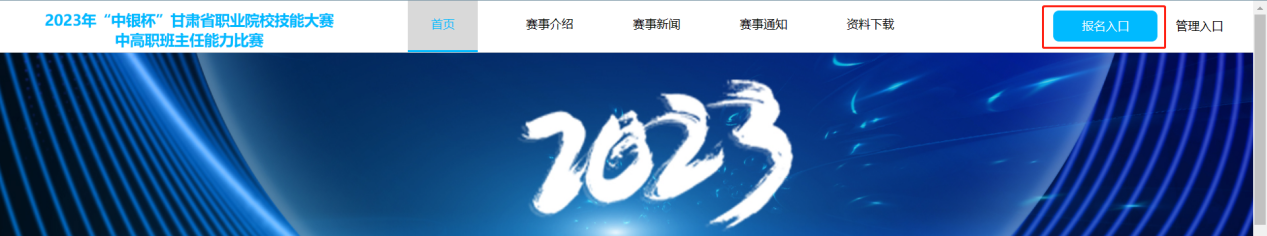 2023年“中银杯”甘肃省职业院校技能大赛
中高职班主任能力比赛
首页 赛事介绍 赛事新闻 赛事通知 资料下载 报名入口 管理入口
2023